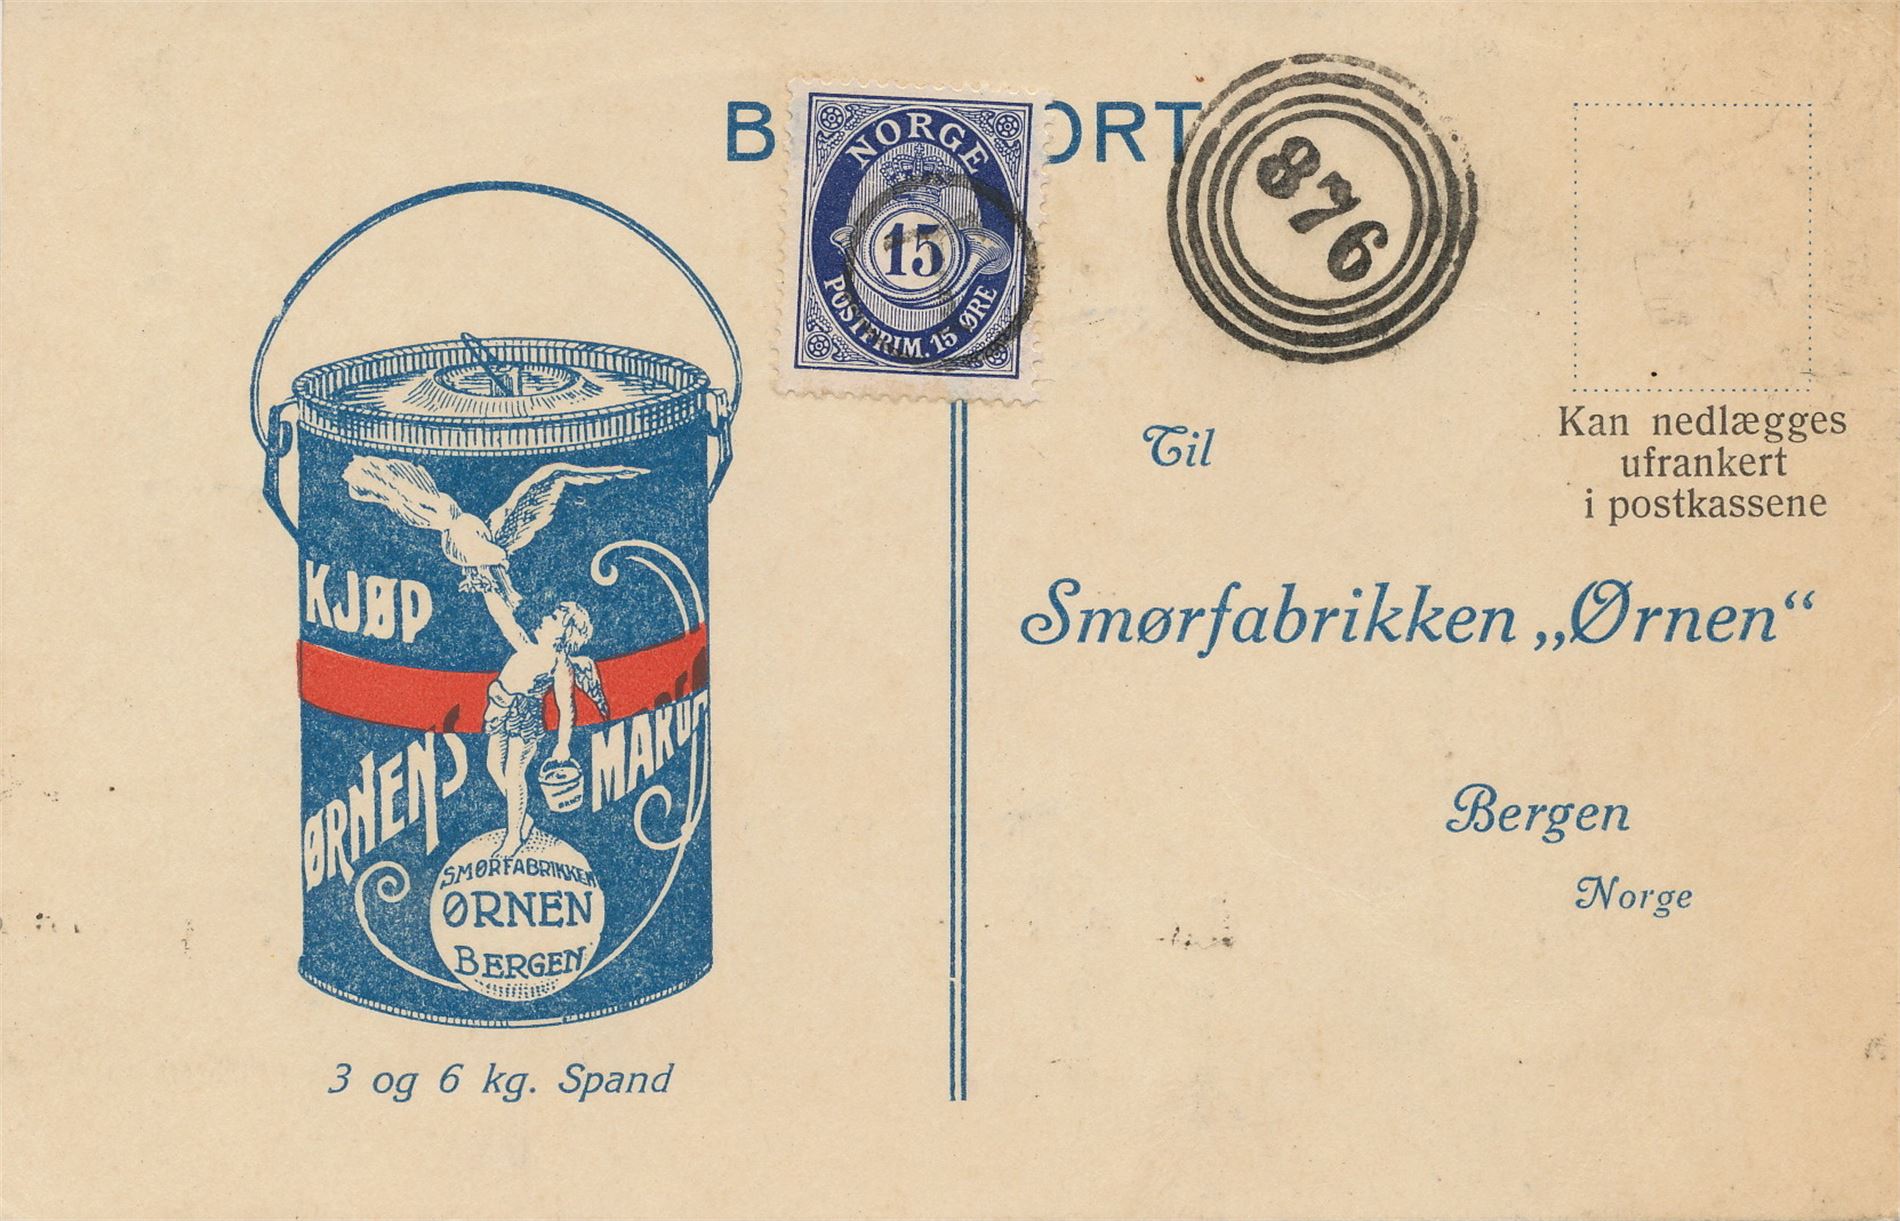 B ORT
NORGE
15
POSTFRIM. 15 ØRE
876
Til
Kan nedlægges
ufrankert
i postkassene
Smørfabrikken „Ørnen“
Bergen
Norge
KJØP
ØRNENS
SMØRFABRIKKEN
ØRNEN
BERGEN
3 og 6 kg. Spand